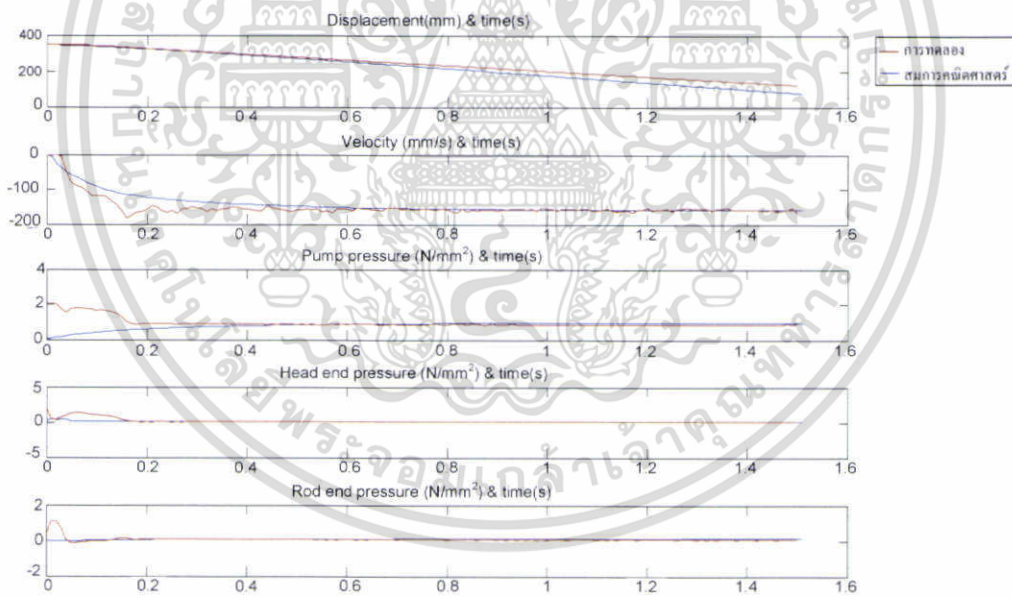 Displacement(mm) & time(s)
400
200
0
0 0.2 0.4 0.6 0.8 1 1.2 1.4 1.6
การทดลอง
สมการคณิตศาสตร์
Velocity (mm/s) & time(s)
0
-100
-200
0 0.2 0.4 0.6 0.8 1 1.2 1.4 1.6
Pump pressure (N/mm²) & time(s)
4
2
0
0 0.2 0.4 0.6 0.8 1 1.2 1.4 1.6
Head end pressure (N/mm²) & time(s)
5
0
-5
0 0.2 0.4 0.6 0.8 1 1.2 1.4 1.6
Rod end pressure (N/mm²) & time(s)
2
0
-2
0 0.2 0.4 0.6 0.8 1 1.2 1.4 1.6